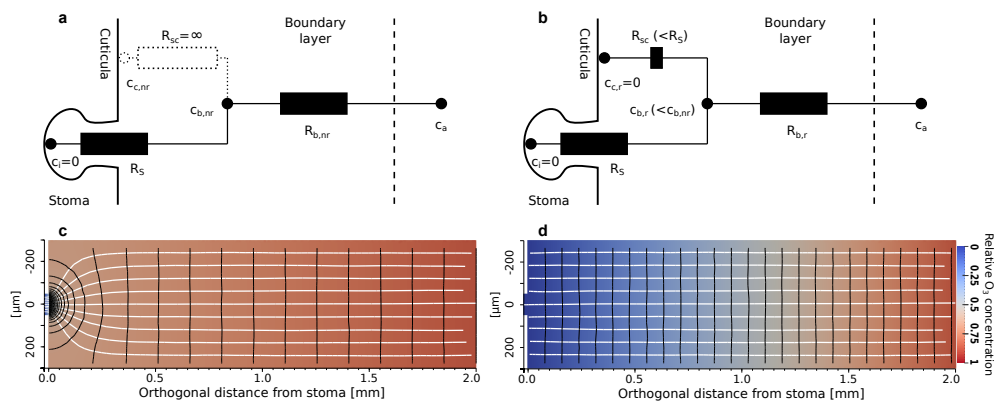 a
Boundary
layer
Cuticula
R_sc=∞
c_c,nr
c_b,nr
R_b,nr
c_a
c_i=0
R_S
Stoma
b
Boundary
layer
Cuticula
R_sc (<R_S)
c_c,r=0
c_b,r (<c_b,nr)
R_b,r
c_a
c_i=0
R_S
Stoma
c
[µm]
-200
0
200
0.0
0.5
1.0
1.5
2.0
Orthogonal distance from stoma [mm]
d
[µm]
-200
0
200
0.0
0.5
1.0
1.5
2.0
Orthogonal distance from stoma [mm]
0
0.25
0.5
0.75
1
Relative O₃ concentration